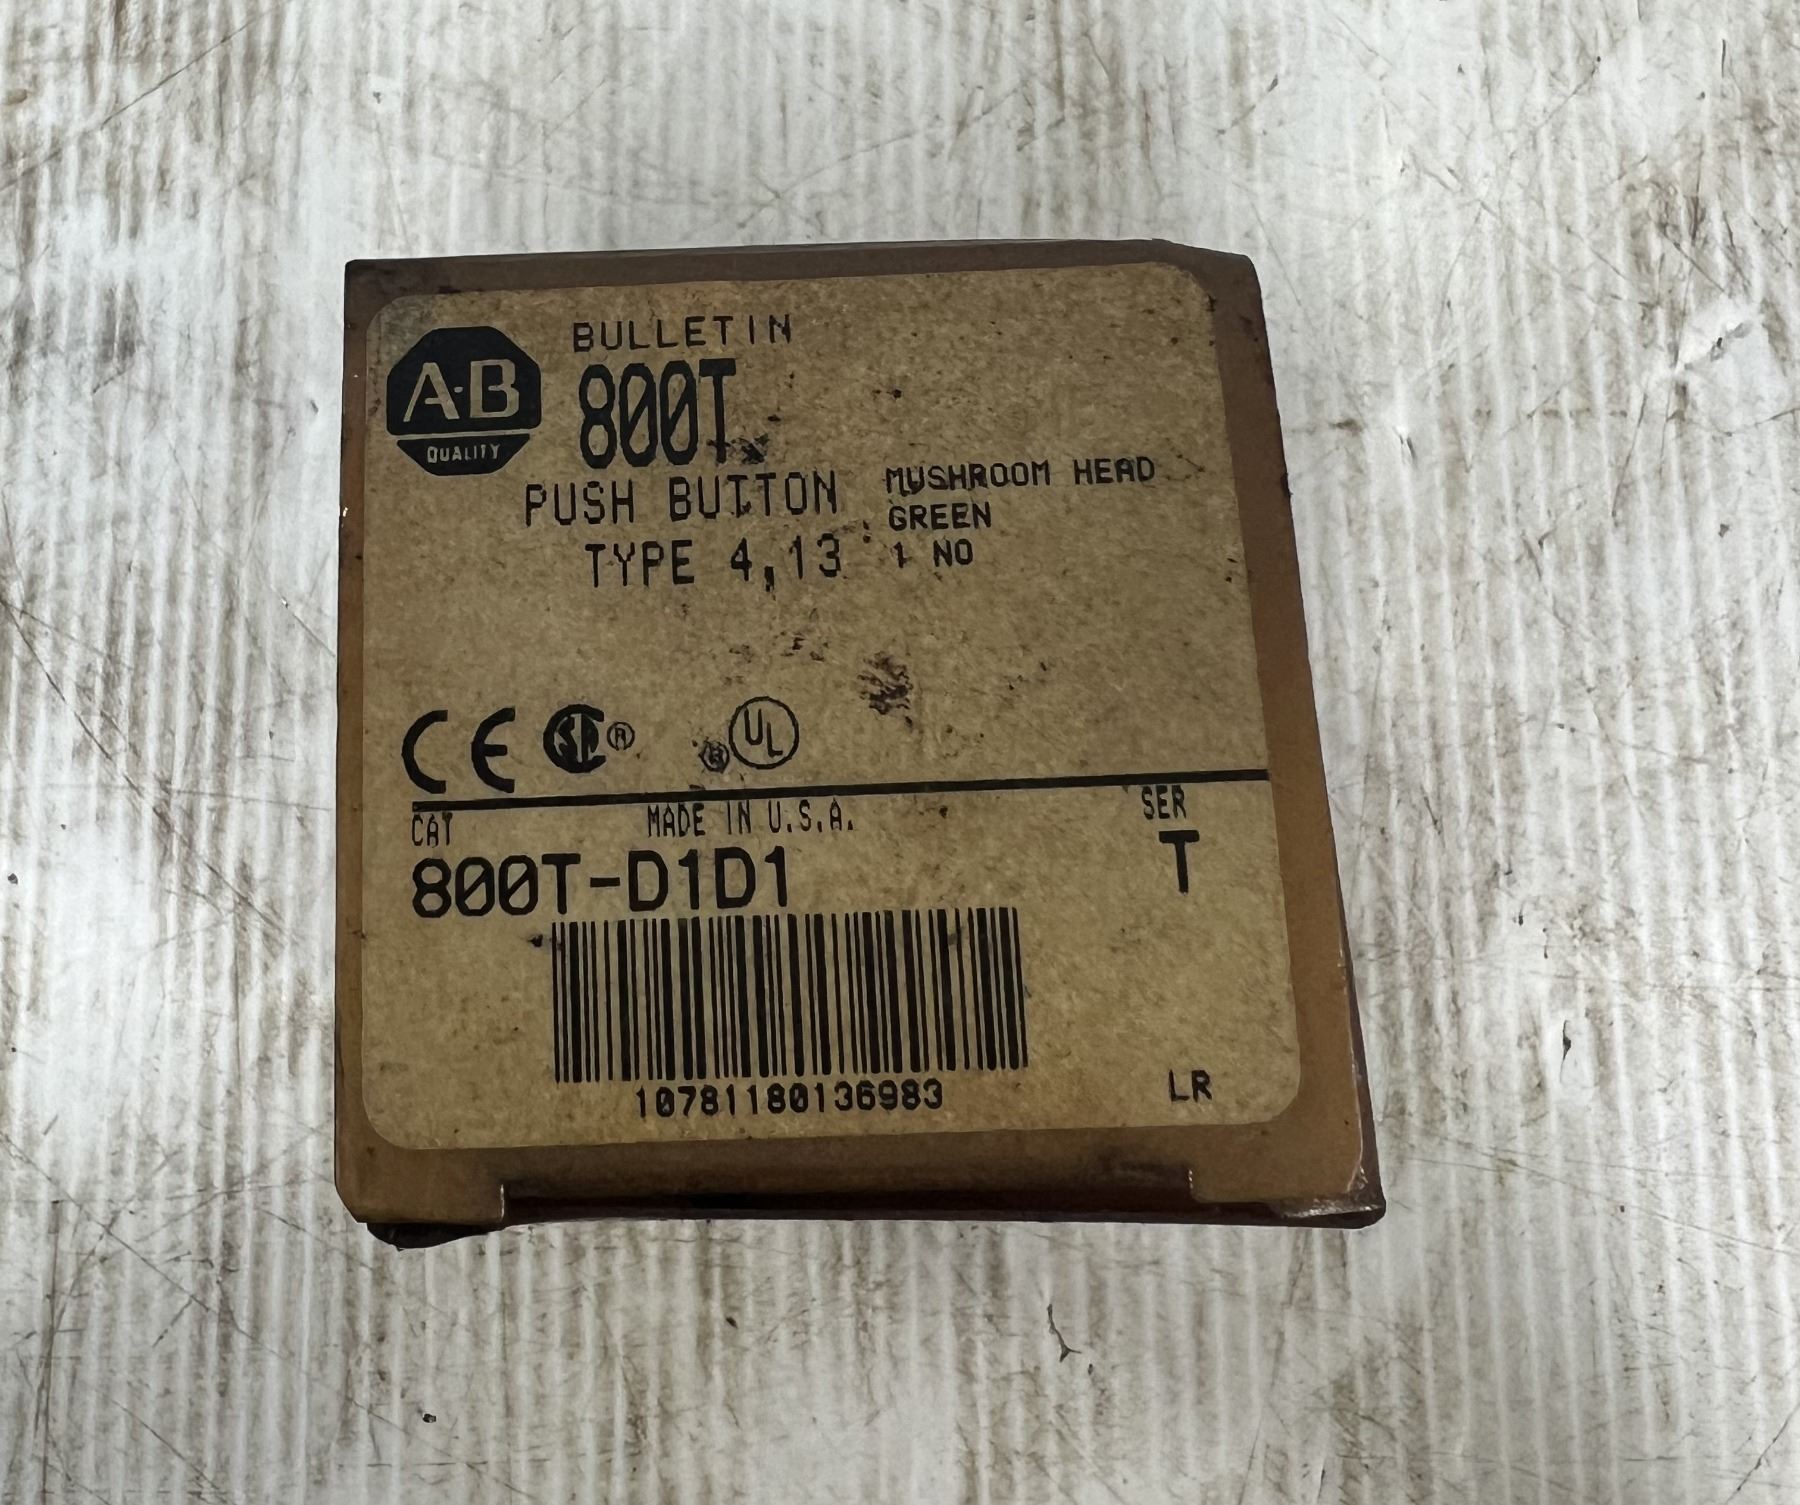 A-B
QUALITY
BULLETIN
800T
PUSH BUTTON
TYPE 4,13
MUSHROOM HEAD
GREEN
1 NO
CE
SA ®
® UL
CAT
MADE IN U.S.A.
SER
800T-D1D1
T
10781180136983
LR